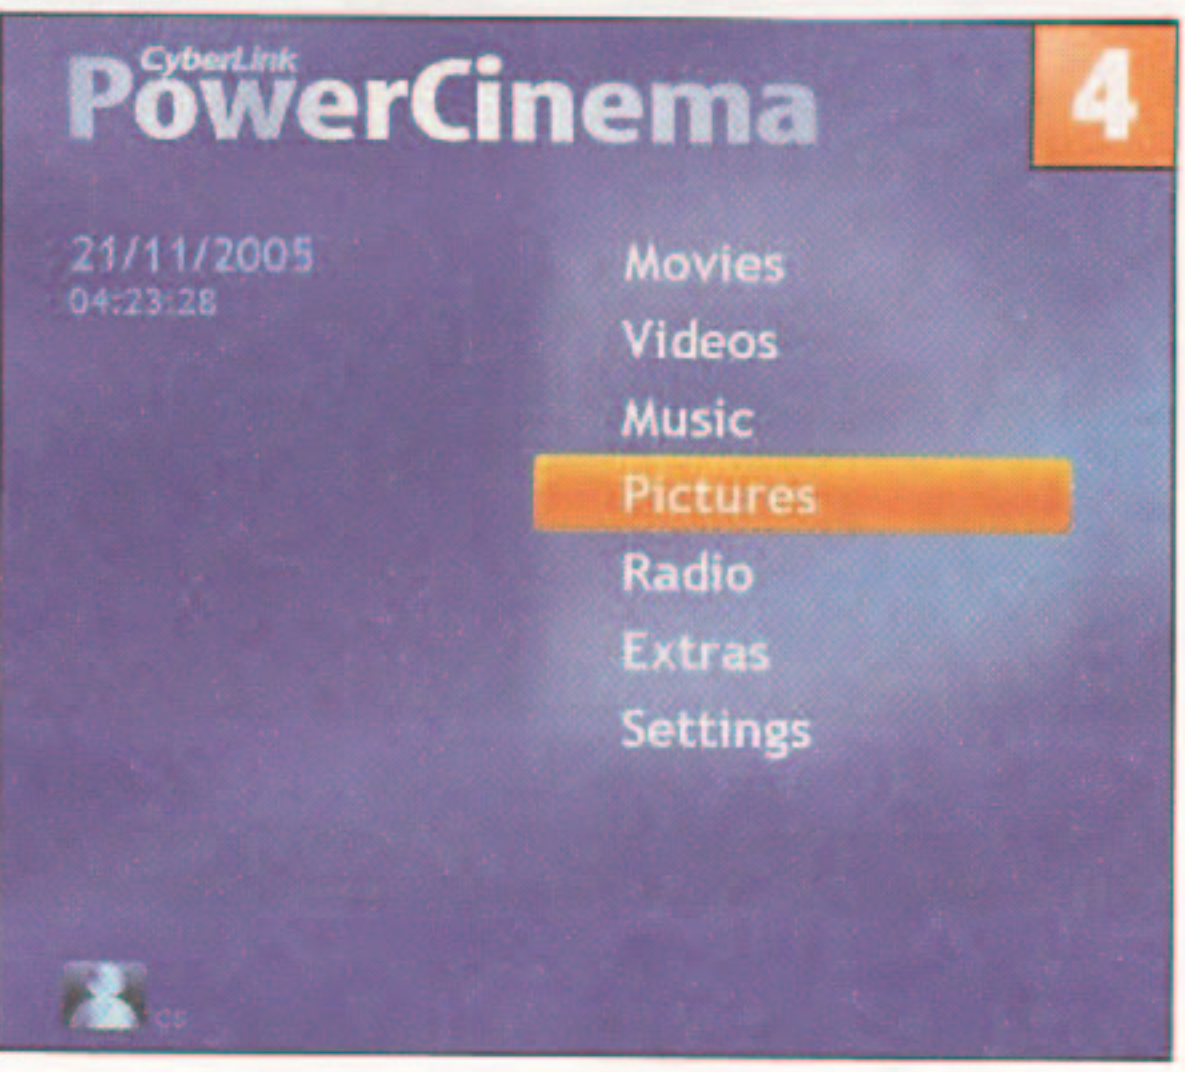 CyberLink
PowerCinema
4
21/11/2005
04:23:28
Movies
Videos
Music
Pictures
Radio
Extras
Settings